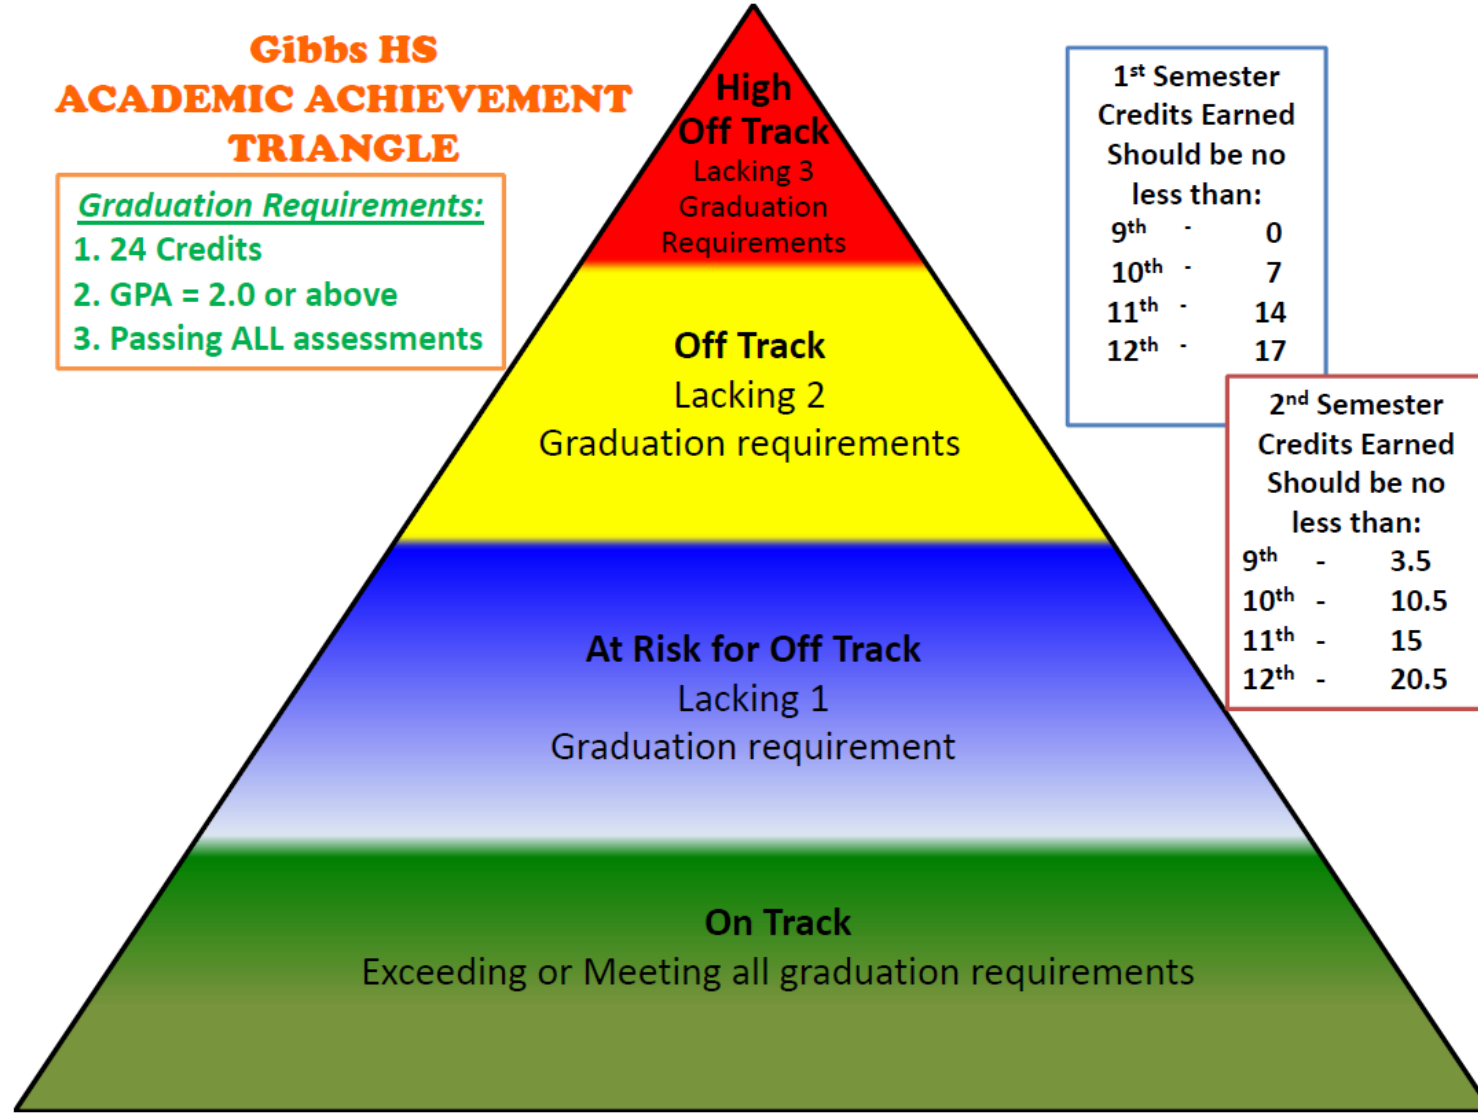 Gibbs HS
ACADEMIC ACHIEVEMENT
TRIANGLE
Graduation Requirements:
1. 24 Credits
2. GPA = 2.0 or above
3. Passing ALL assessments
High
Off Track
Lacking 3
Graduation
Requirements
Off Track
Lacking 2
Graduation requirements
At Risk for Off Track
Lacking 1
Graduation requirement
On Track
Exceeding or Meeting all graduation requirements
1st Semester
Credits Earned
Should be no
less than:
9th - 0
10th - 7
11th - 14
12th - 17
2nd Semester
Credits Earned
Should be no
less than:
9th - 3.5
10th - 10.5
11th - 15
12th - 20.5